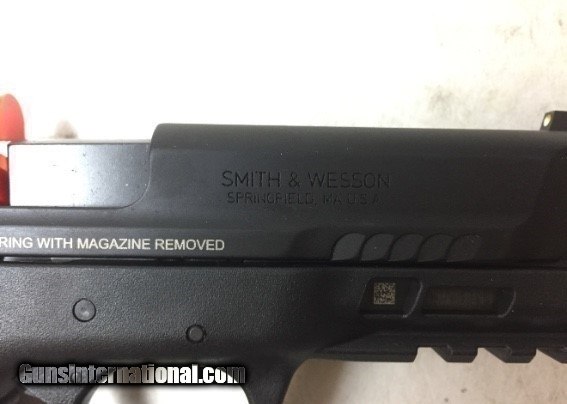 SMITH & WESSON
SPRINGFIELD, MA U.S.A.
RING WITH MAGAZINE REMOVED
GunsInternational.com